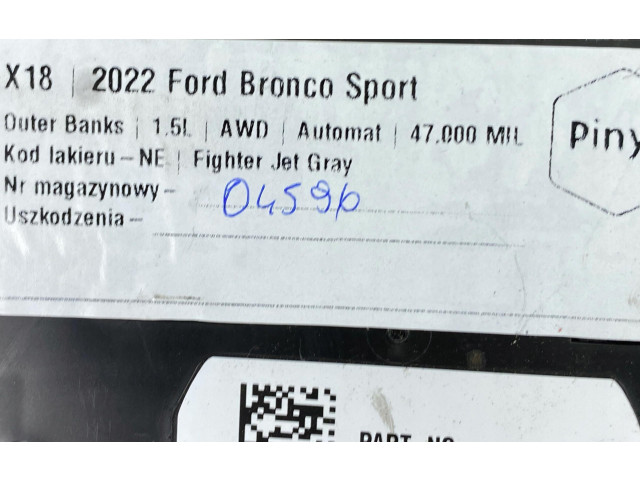 X18 | 2022 Ford Bronco Sport
Outer Banks | 1.5L | AWD | Automat | 47.000 MIL
Kod lakieru – NE | Fighter Jet Gray
Nr magazynowy – 04596
Uszkodzenia –
Piny
PART NO